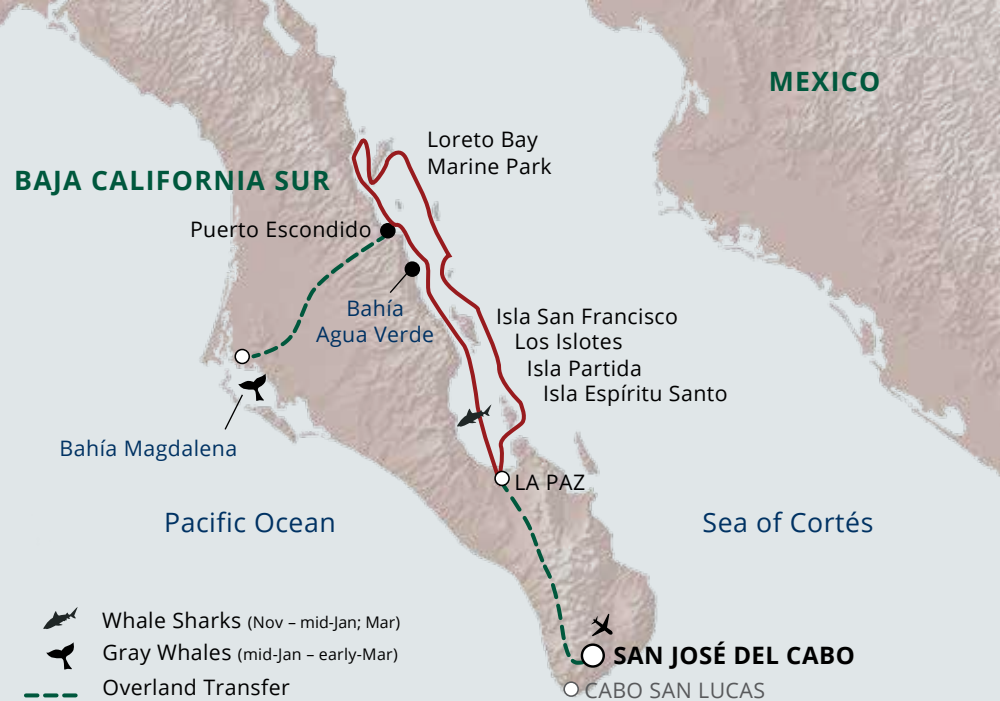 MEXICO
Loreto Bay
Marine Park
BAJA CALIFORNIA SUR
Puerto Escondido
Bahía
Agua Verde
Isla San Francisco
Los Islotes
Isla Partida
Isla Espíritu Santo
Bahía Magdalena
LA PAZ
Pacific Ocean
Sea of Cortés
Whale Sharks (Nov – mid-Jan; Mar)
Gray Whales (mid-Jan – early-Mar)
Overland Transfer
SAN JOSÉ DEL CABO
CABO SAN LUCAS